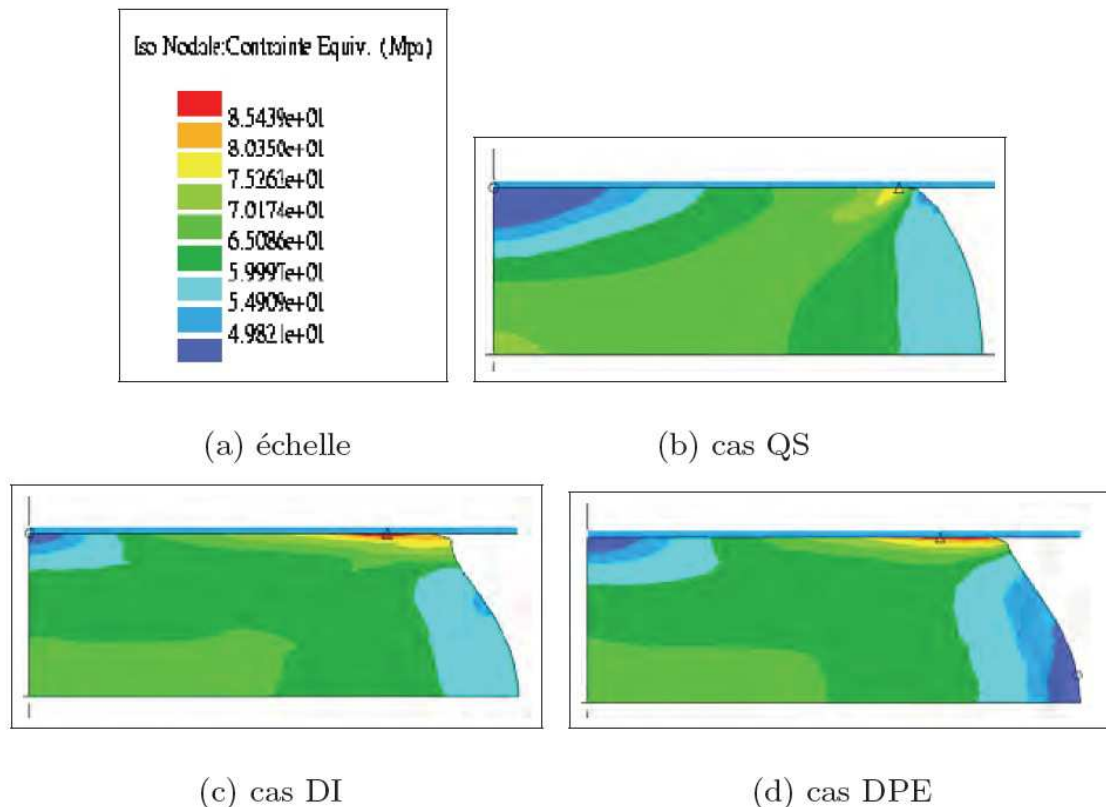 Iso Nodale:Contrainte Equiv. (Mpa)
8.5439e+01
8.0350e+01
7.5262e+01
7.0174e+01
6.5086e+01
5.9997e+01
5.4909e+01
4.9821e+01
(a) échelle
(b) cas QS
(c) cas DI
(d) cas DPE